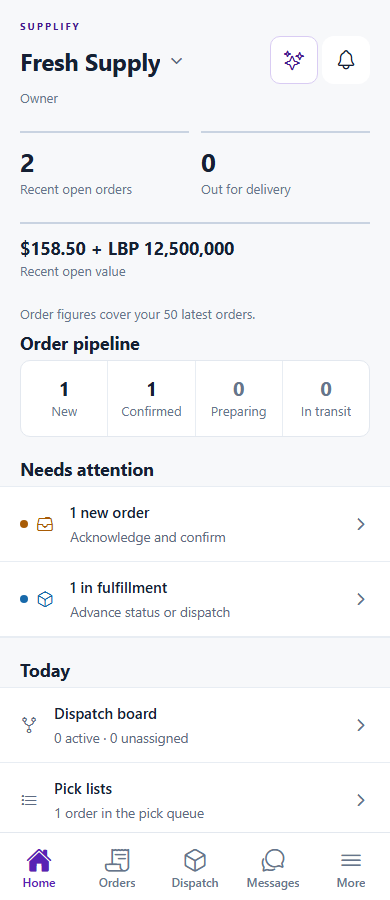 SUPPLIFY
Fresh Supply
Owner
2
Recent open orders
0
Out for delivery
$158.50 + LBP 12,500,000
Recent open value
Order figures cover your 50 latest orders.
Order pipeline
1
New
1
Confirmed
0
Preparing
0
In transit
Needs attention
1 new order
Acknowledge and confirm
1 in fulfillment
Advance status or dispatch
Today
Dispatch board
0 active · 0 unassigned
Pick lists
1 order in the pick queue
Home
Orders
Dispatch
Messages
More